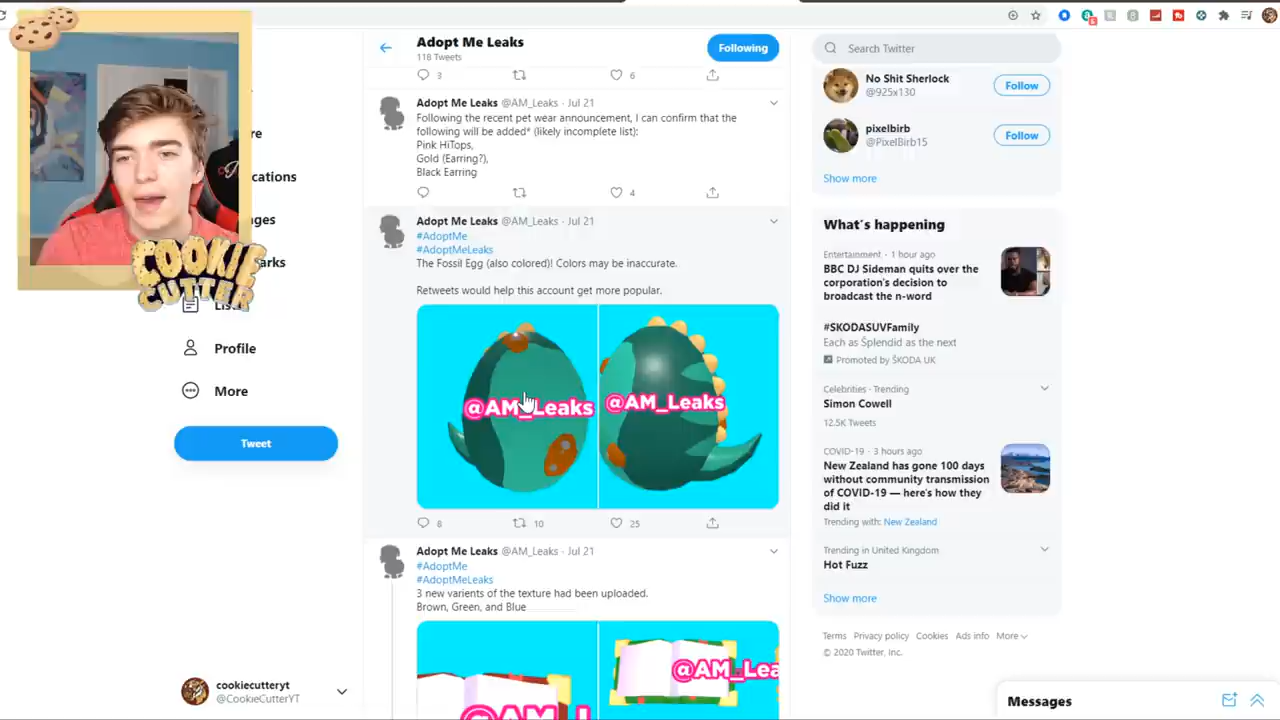 Adopt Me Leaks
118 Tweets
Following
3
6
Adopt Me Leaks @AM_Leaks · Jul 21
Following the recent pet wear announcement, I can confirm that the
following will be added* (likely incomplete list):
Pink HiTops,
Gold (Earring?),
Black Earring
4
Adopt Me Leaks @AM_Leaks · Jul 21
#AdoptMe
#AdoptMeLeaks
The Fossil Egg (also colored)! Colors may be inaccurate.
Retweets would help this account get more popular.
@AM_Leaks
@AM_Leaks
8
10
25
Adopt Me Leaks @AM_Leaks · Jul 21
#AdoptMe
#AdoptMeLeaks
3 new variants of the texture had been uploaded.
Brown, Green, and Blue
@AM_Lea
COOKIE
CUTTER
Profile
More
Tweet
cookiecutteryt
@CookieCutterYT
Search Twitter
No Shit Sherlock
@925x130
Follow
pixelbirb
@PixelBirb15
Follow
Show more
What's happening
Entertainment · 1 hour ago
BBC DJ Sideman quits over the
corporation's decision to
broadcast the n-word
#SKODASUVFamily
Each as Šplendid as the next
Promoted by ŠKODA UK
Celebrities · Trending
Simon Cowell
12.5K Tweets
COVID-19 · 3 hours ago
New Zealand has gone 100 days
without community transmission
of COVID-19 — here's how they
did it
Trending with: New Zealand
Trending in United Kingdom
Hot Fuzz
Show more
Terms Privacy policy Cookies Ads info More
© 2020 Twitter, Inc.
Messages